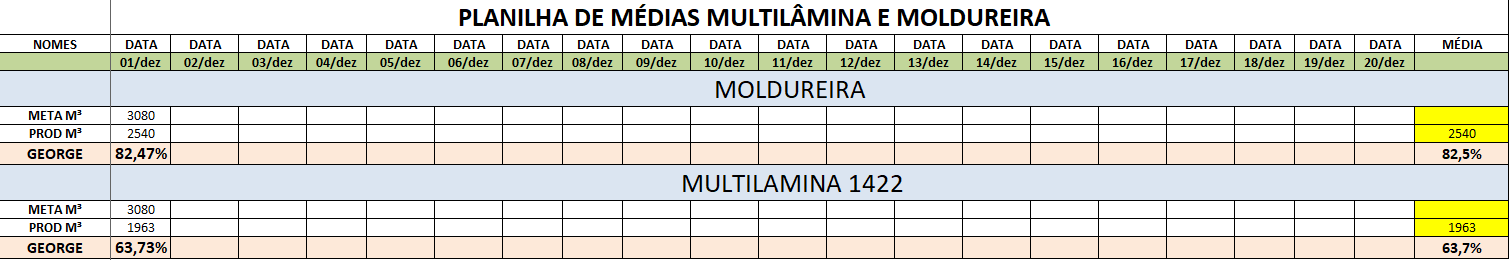 PLANILHA DE MÉDIAS MULTILÂMINA E MOLDUREIRA
NOMES DATA DATA DATA DATA DATA DATA DATA DATA DATA DATA DATA DATA DATA DATA DATA DATA DATA DATA DATA DATA MÉDIA
01/dez 02/dez 03/dez 04/dez 05/dez 06/dez 07/dez 08/dez 09/dez 10/dez 11/dez 12/dez 13/dez 14/dez 15/dez 16/dez 17/dez 18/dez 19/dez 20/dez
MOLDUREIRA
META M³ 3080
PROD M³ 2540 2540
GEORGE 82,47% 82,5%
MULTILAMINA 1422
META M³ 3080
PROD M³ 1963 1963
GEORGE 63,73% 63,7%